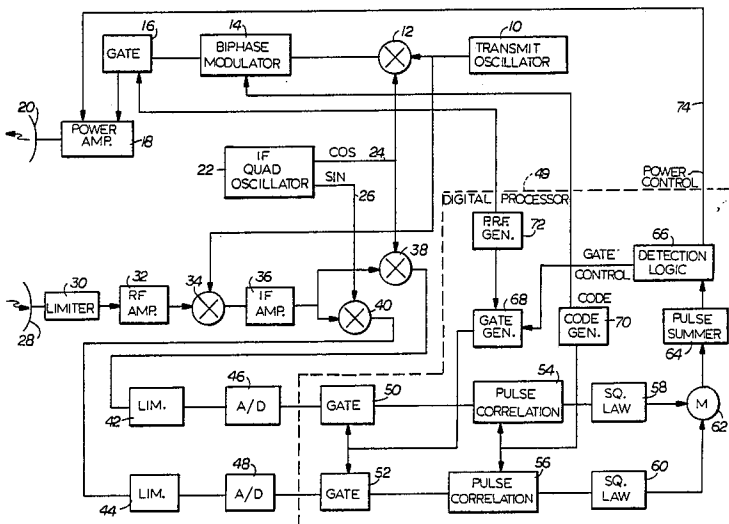 16
14
12
10
GATE
BIPHASE
MODULATOR
TRANSMIT
OSCILLATOR
20
POWER
AMP.
18
22
IF
QUAD
OSCILLATOR
COS
24
SIN
26
74
49
POWER
CONTROL
DIGITAL PROCESSOR
P.R.F.
GEN.
72
66
DETECTION
LOGIC
GATE
CONTROL
38
30
LIMITER
32
RF
AMP.
34
36
IF AMP.
40
28
68
GATE
GEN.
CODE
CODE
GEN.
70
PULSE
SUMMER
64
46
50
54
58
LIM.
42
A/D
GATE
PULSE
CORRELATION
SQ.
LAW
M
62
48
52
56
60
LIM.
44
A/D
GATE
PULSE
CORRELATION
SQ.
LAW